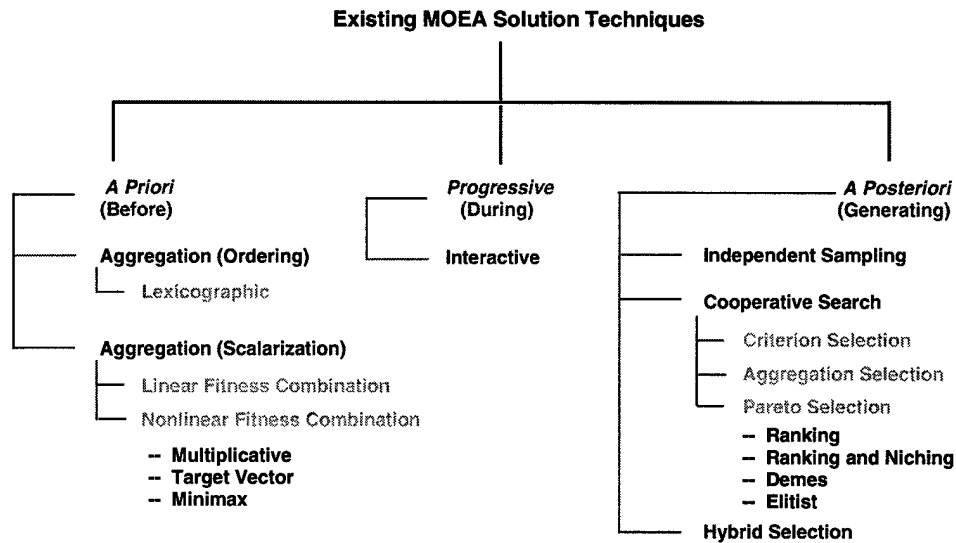 Existing MOEA Solution Techniques
A Priori
(Before)
Aggregation (Ordering)
Lexicographic
Aggregation (Scalarization)
Linear Fitness Combination
Nonlinear Fitness Combination
-- Multiplicative
-- Target Vector
-- Minimax
Progressive
(During)
Interactive
A Posteriori
(Generating)
Independent Sampling
Cooperative Search
Criterion Selection
Aggregation Selection
Pareto Selection
-- Ranking
-- Ranking and Niching
-- Demes
-- Elitist
Hybrid Selection